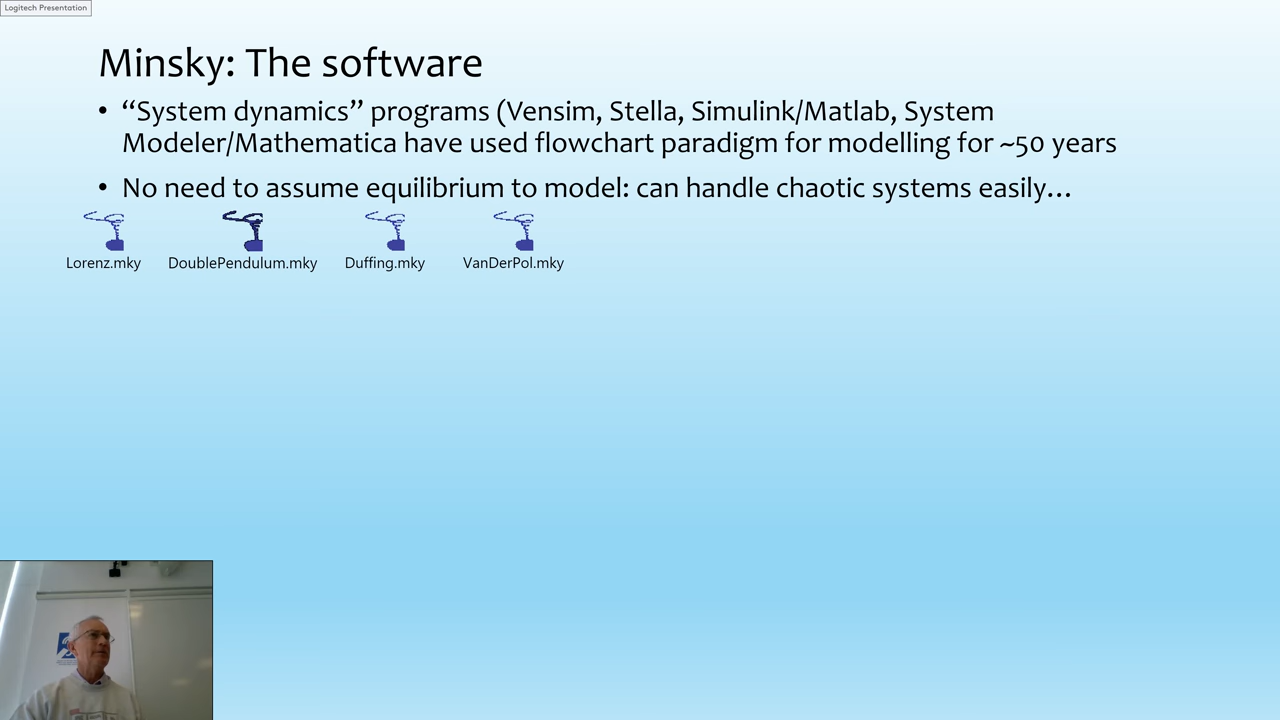 Logitech Presentation
Minsky: The software
• “System dynamics” programs (Vensim, Stella, Simulink/Matlab, System
Modeler/Mathematica have used flowchart paradigm for modelling for ~50 years
• No need to assume equilibrium to model: can handle chaotic systems easily…
Lorenz.mky DoublePendulum.mky Duffing.mky VanDerPol.mky